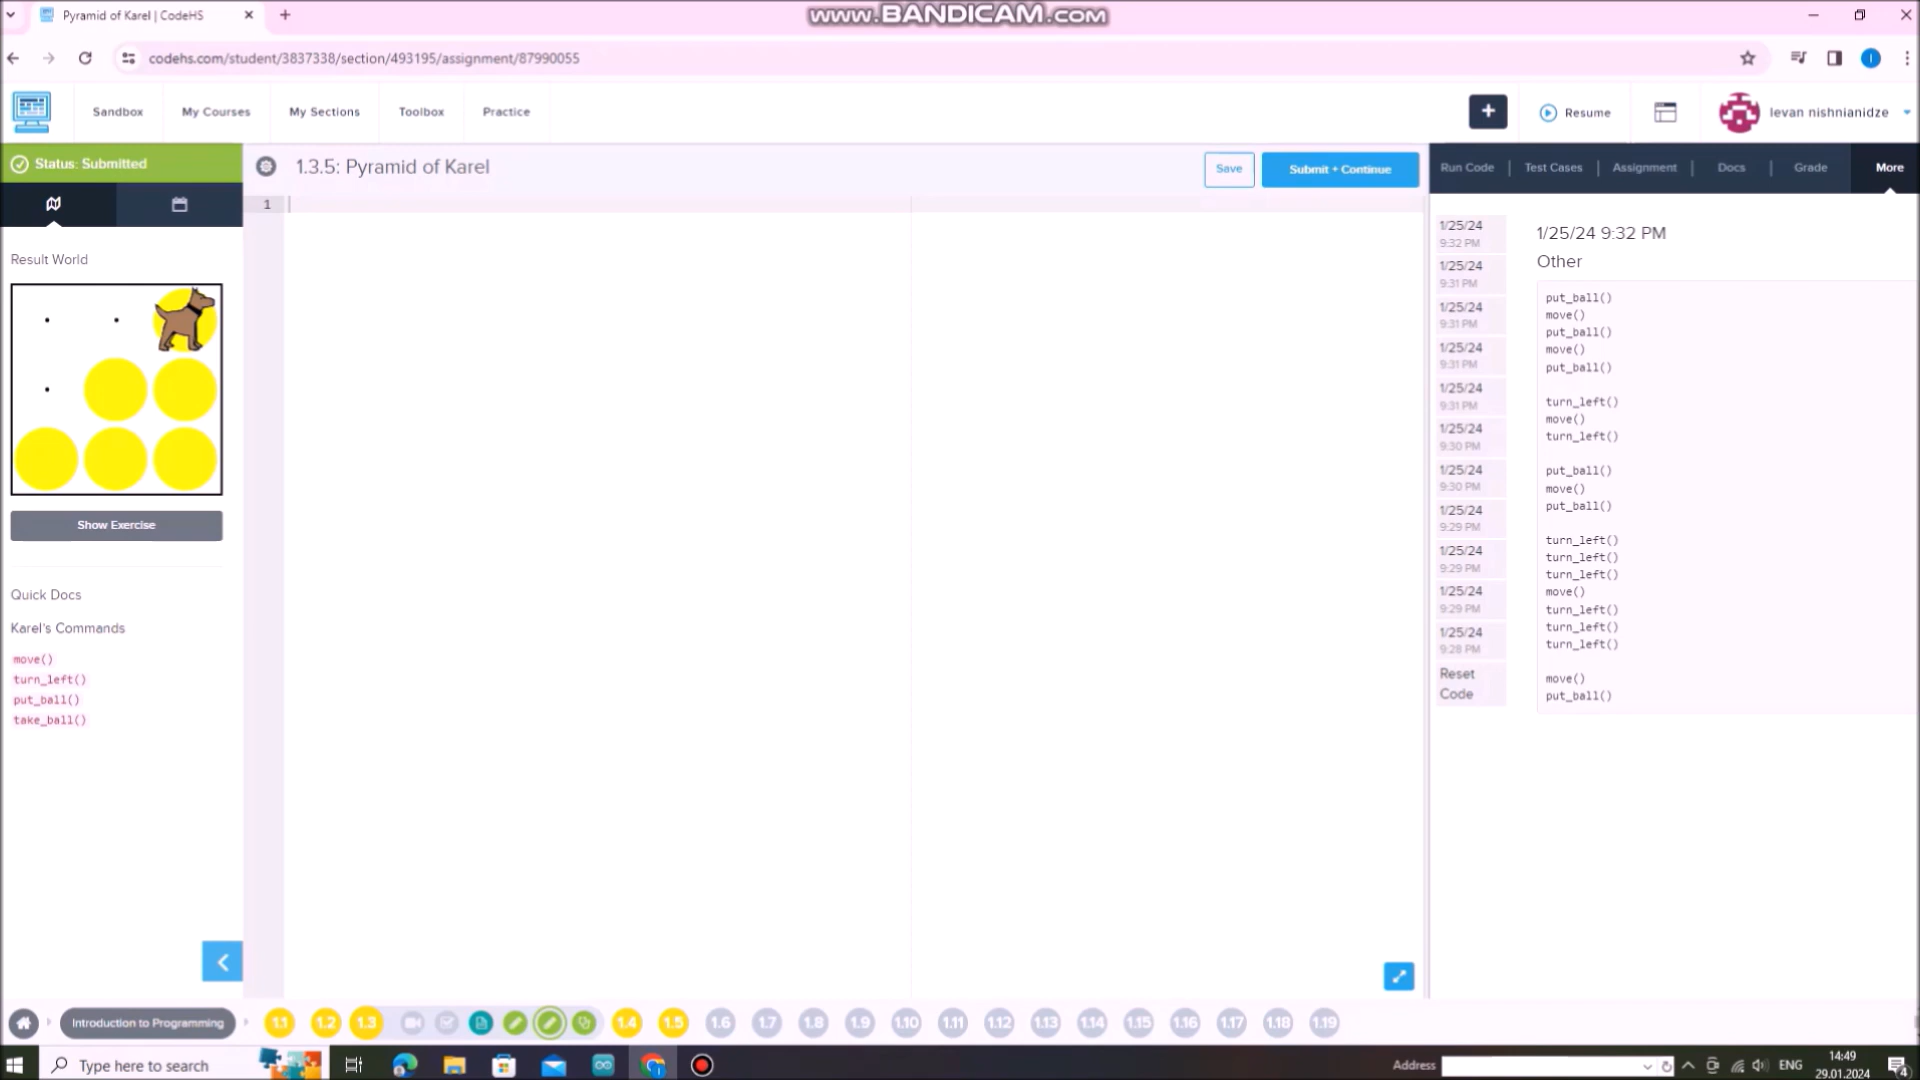 Pyramid of Karel | CodeHS
www.BANDICAM.com
codehs.com/student/3837338/section/493195/assignment/87990055
Sandbox
My Courses
My Sections
Toolbox
Practice
Resume
levan nishnianidze
Status: Submitted
1.3.5: Pyramid of Karel
Save
Submit + Continue
Run Code
Test Cases
Assignment
Docs
Grade
More
1
Result World
Show Exercise
Quick Docs
Karel's Commands
move()
turn_left()
put_ball()
take_ball()
1/25/24
9:32 PM
1/25/24
9:31 PM
1/25/24
9:31 PM
1/25/24
9:31 PM
1/25/24
9:31 PM
1/25/24
9:30 PM
1/25/24
9:30 PM
1/25/24
9:29 PM
1/25/24
9:29 PM
1/25/24
9:29 PM
1/25/24
9:28 PM
Reset
Code
1/25/24 9:32 PM
Other
put_ball()
move()
put_ball()
move()
put_ball()
turn_left()
move()
turn_left()
put_ball()
move()
put_ball()
turn_left()
turn_left()
turn_left()
move()
turn_left()
turn_left()
turn_left()
move()
put_ball()
Introduction to Programming
1.1
1.2
1.3
1.4
1.5
1.6
1.7
1.8
1.9
1.10
1.11
1.12
1.13
1.14
1.15
1.16
1.17
1.18
1.19
Type here to search
Address
ENG
14:49
29.01.2024
4